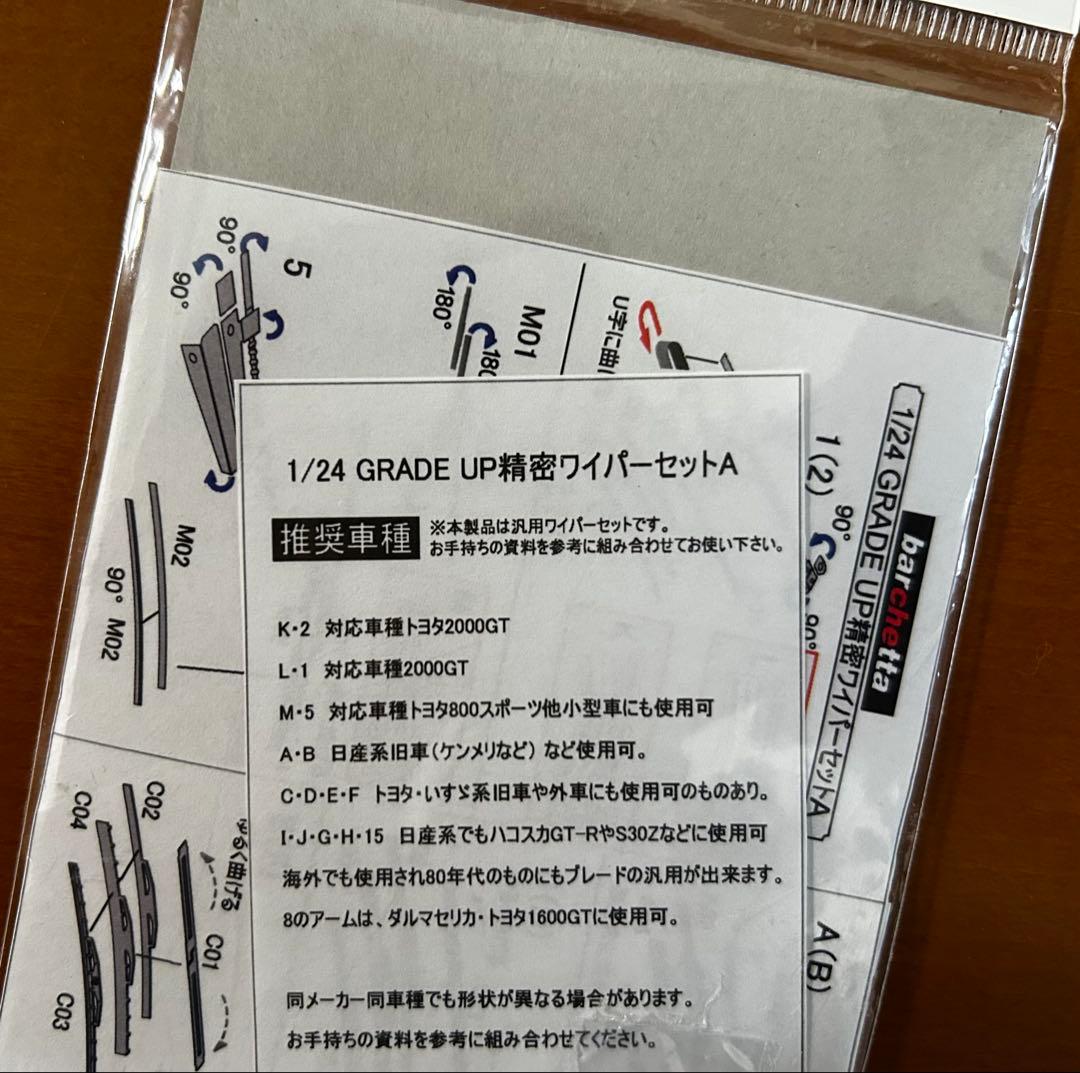 1/24 GRADE UP精密ワイパーセットA
推奨車種
※本製品は汎用ワイパーセットです。
お手持ちの資料を参考に組み合わせてお使い下さい。
K・2 対応車種トヨタ2000GT
L・1 対応車種2000GT
M・5 対応車種トヨタ800スポーツ他小型車にも使用可
A・B 日産系旧車(ケンメリなど) など使用可。
C・D・E・F トヨタ・いすゞ系旧車や外車にも使用可のものあり。
I・J・G・H・15 日産系でもハコスカGT-RやS30Zなどに使用可
海外でも使用され80年代のものにもブレードの汎用が出来ます。
8のアームは、ダルマセリカ・トヨタ1600GTに使用可。
同メーカー同車種でも形状が異なる場合があります。
お手持ちの資料を参考に組み合わせてください。
barchetta
1/24 GRADE UP精密ワイパーセットA
1(2)
90°
90°
A(B)
U字に曲げ
M01
180°
180
5
90°
90°
M02
90° M02
C02
C04
く曲げる
C01
C03